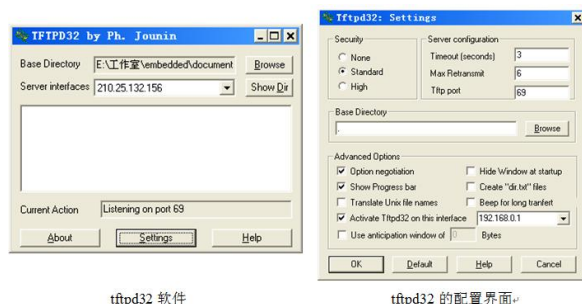 TFTPD32 by Ph. Jounin
Base Directory E:\工作室\embedded\document Browse
Server interfaces 210.25.132.156 Show Dir
Current Action Listening on port 69
About Settings Help
tftpd32 软件
Tftpd32: Settings
Security
None
Standard
High
Server configuration
Timeout (seconds) 3
Max Retransmit 6
Tftp port 69
Base Directory
. Browse
Advanced Options
Option negotiation Hide Window at startup
Show Progress bar Create "dir.txt" files
Translate Unix file names Beep for long tranfert
Activate Tftpd32 on this interface 192.168.0.1
Use anticipation window of 0 Bytes
OK Default Help Cancel
tftpd32 的配置界面